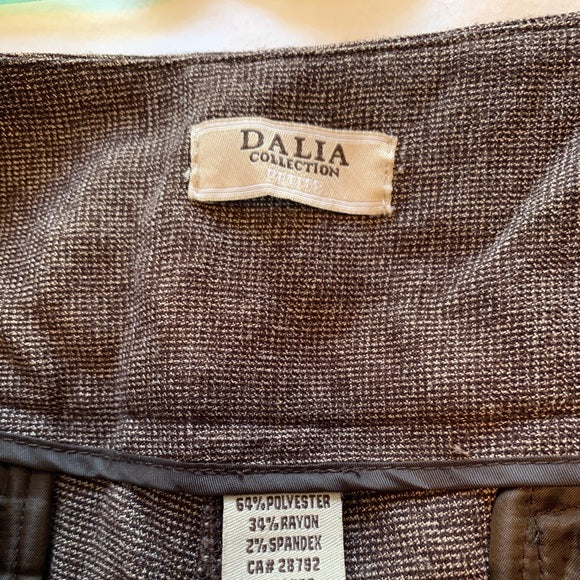 DALIA
COLLECTION
PETITE
64% POLYESTER
34% RAYON
2% SPANDEX
CA# 28792